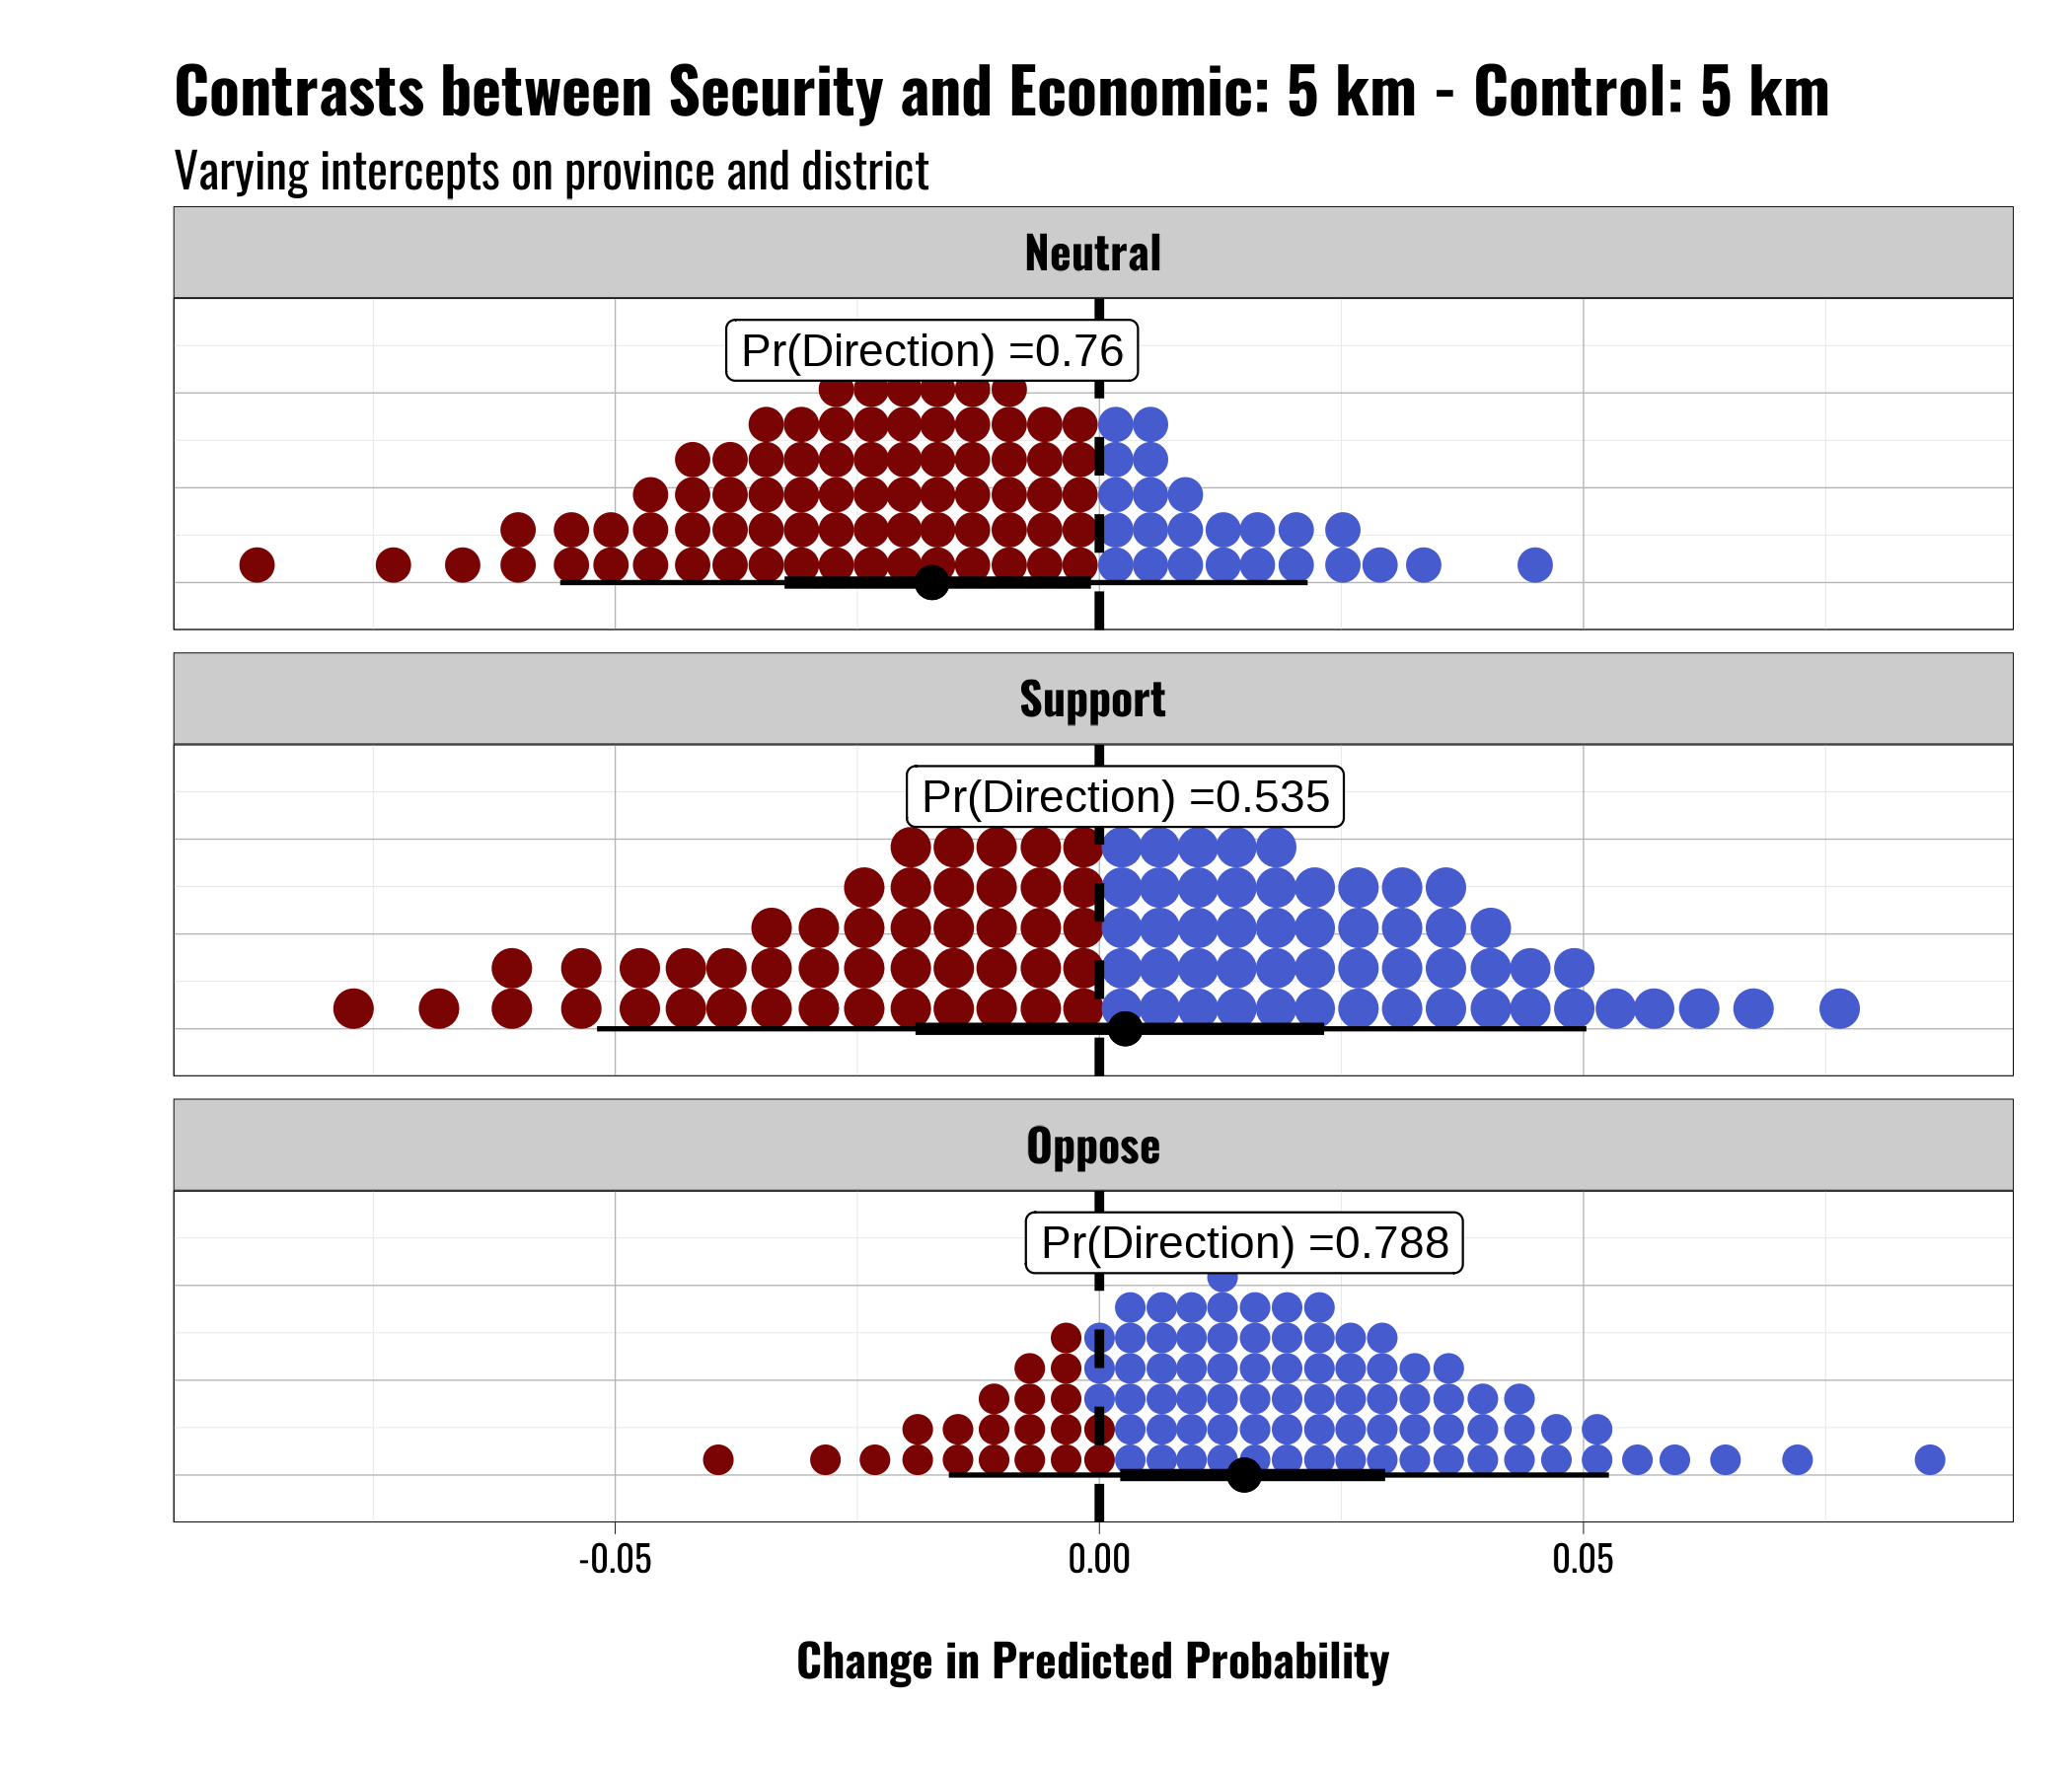 Contrasts between Security and Economic: 5 km - Control: 5 km
Varying intercepts on province and district
Neutral
Pr(Direction) =0.76
Support
Pr(Direction) =0.535
Oppose
Pr(Direction) =0.788
-0.05 0.00 0.05
Change in Predicted Probability